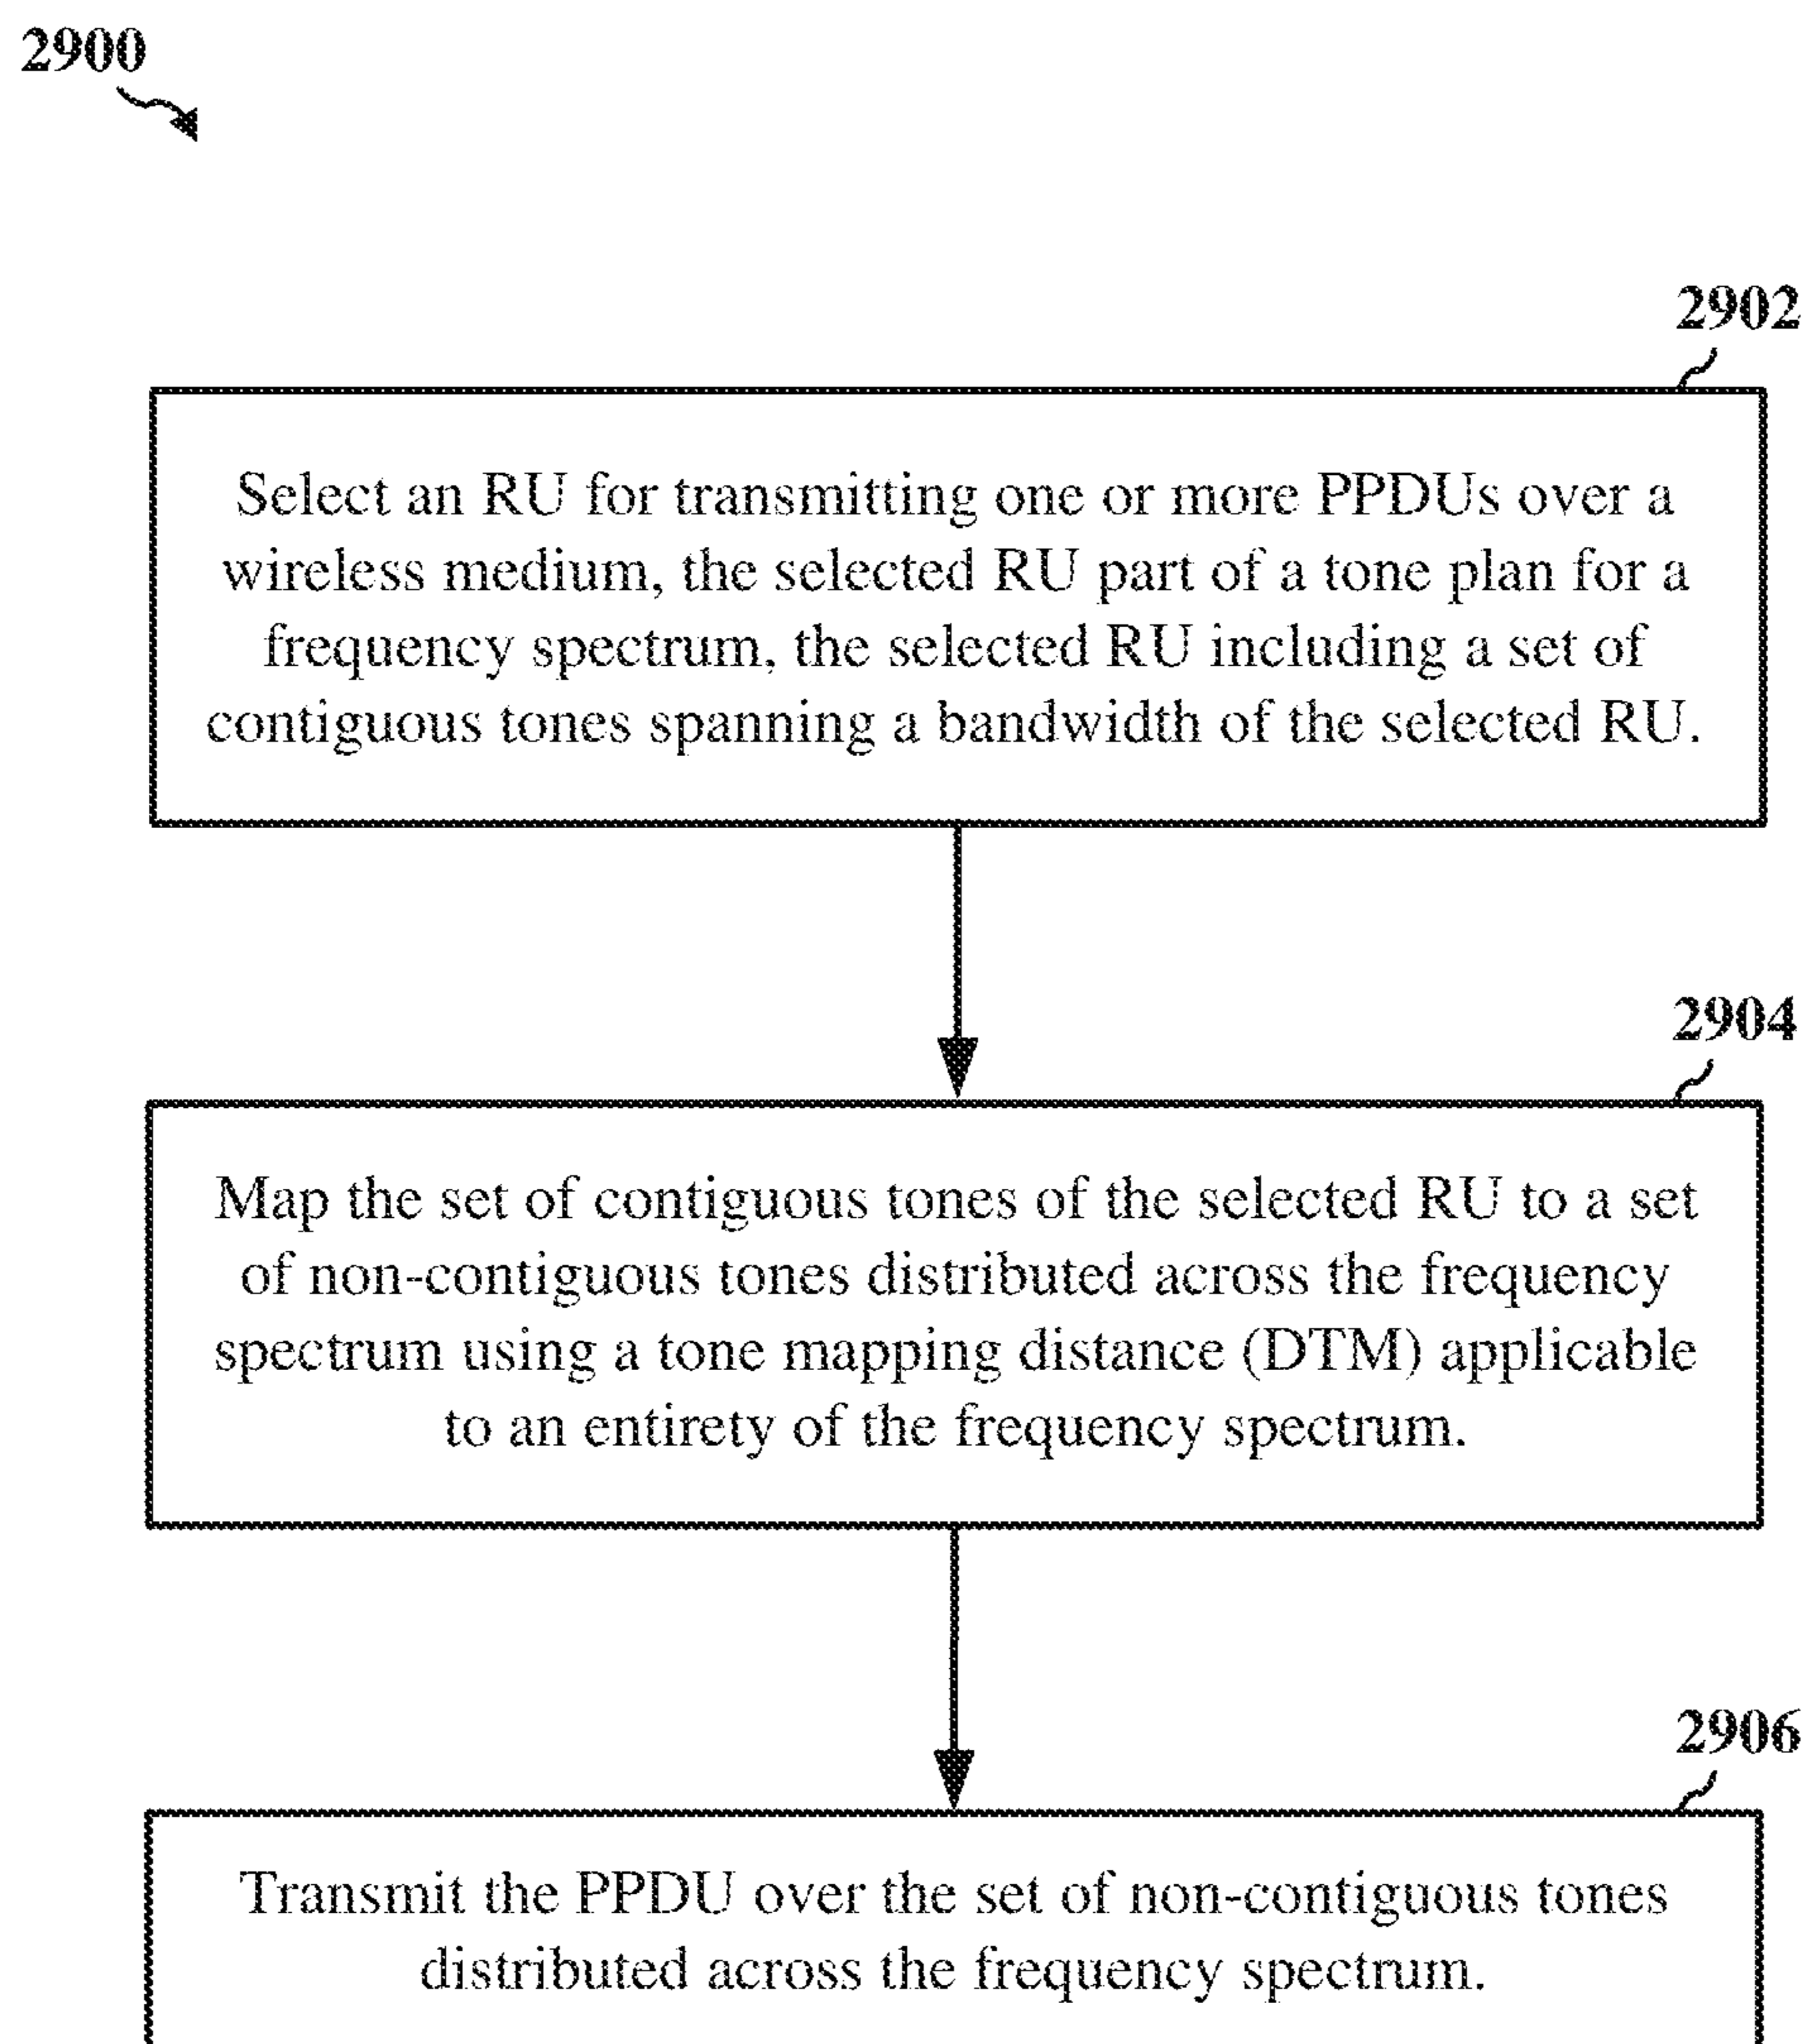 2900
2902
Select an RU for transmitting one or more PPDUs over a
wireless medium, the selected RU part of a tone plan for a
frequency spectrum, the selected RU including a set of
contiguous tones spanning a bandwidth of the selected RU.
2904
Map the set of contiguous tones of the selected RU to a set
of non-contiguous tones distributed across the frequency
spectrum using a tone mapping distance (DTM) applicable
to an entirety of the frequency spectrum.
2906
Transmit the PPDU over the set of non-contiguous tones
distributed across the frequency spectrum.